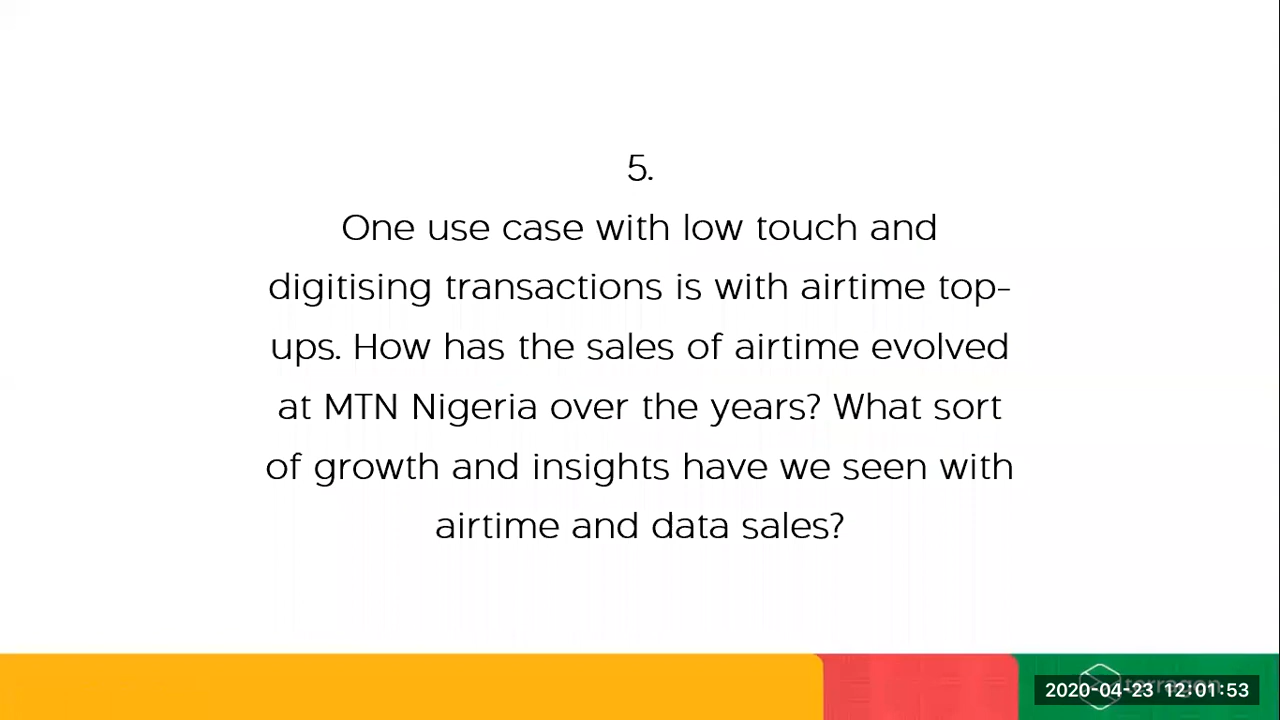 5.
One use case with low touch and
digitising transactions is with airtime top-
ups. How has the sales of airtime evolved
at MTN Nigeria over the years? What sort
of growth and insights have we seen with
airtime and data sales?
2020-04-23 12:01:53